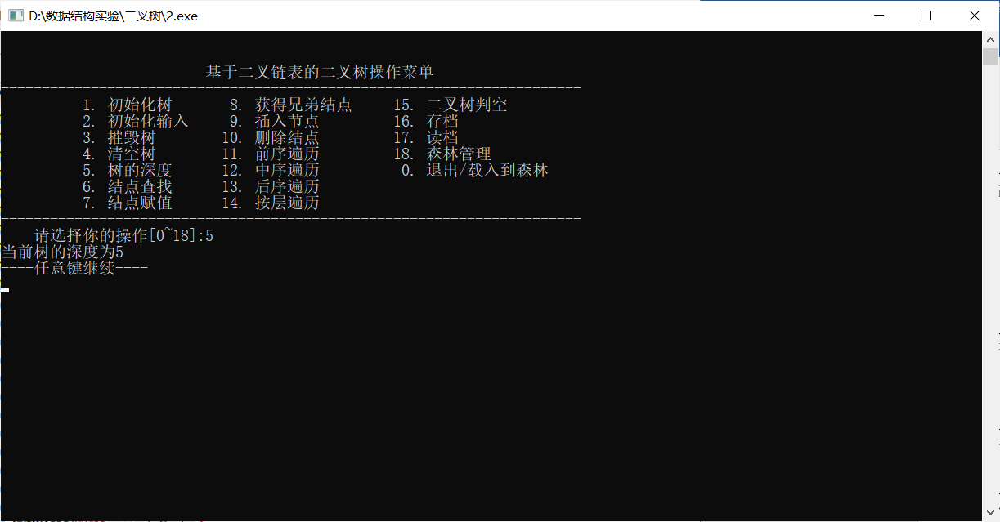 D:\数据结构实验\二叉树\2.exe
基于二叉链表的二叉树操作菜单
-----------------------------------------------------------------------
1. 初始化树 8. 获得兄弟结点 15. 二叉树判空
2. 初始化输入 9. 插入节点 16. 存档
3. 摧毁树 10. 删除结点 17. 读档
4. 清空树 11. 前序遍历 18. 森林管理
5. 树的深度 12. 中序遍历 0. 退出/载入到森林
6. 结点查找 13. 后序遍历
7. 结点赋值 14. 按层遍历
-----------------------------------------------------------------------
请选择你的操作[0~18]:5
当前树的深度为5
----任意键继续----